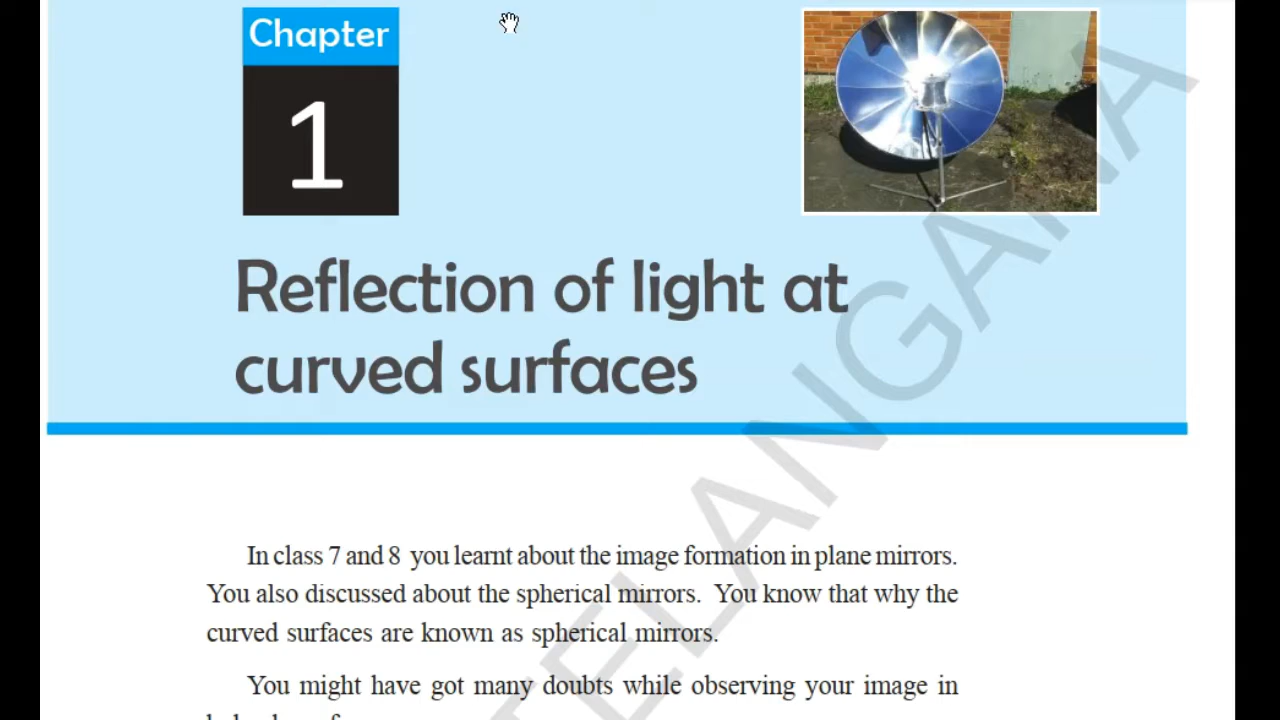 Chapter
1
Reflection of light at
curved surfaces
In class 7 and 8 you learnt about the image formation in plane mirrors.
You also discussed about the spherical mirrors. You know that why the
curved surfaces are known as spherical mirrors.
You might have got many doubts while observing your image in
TELANGANA